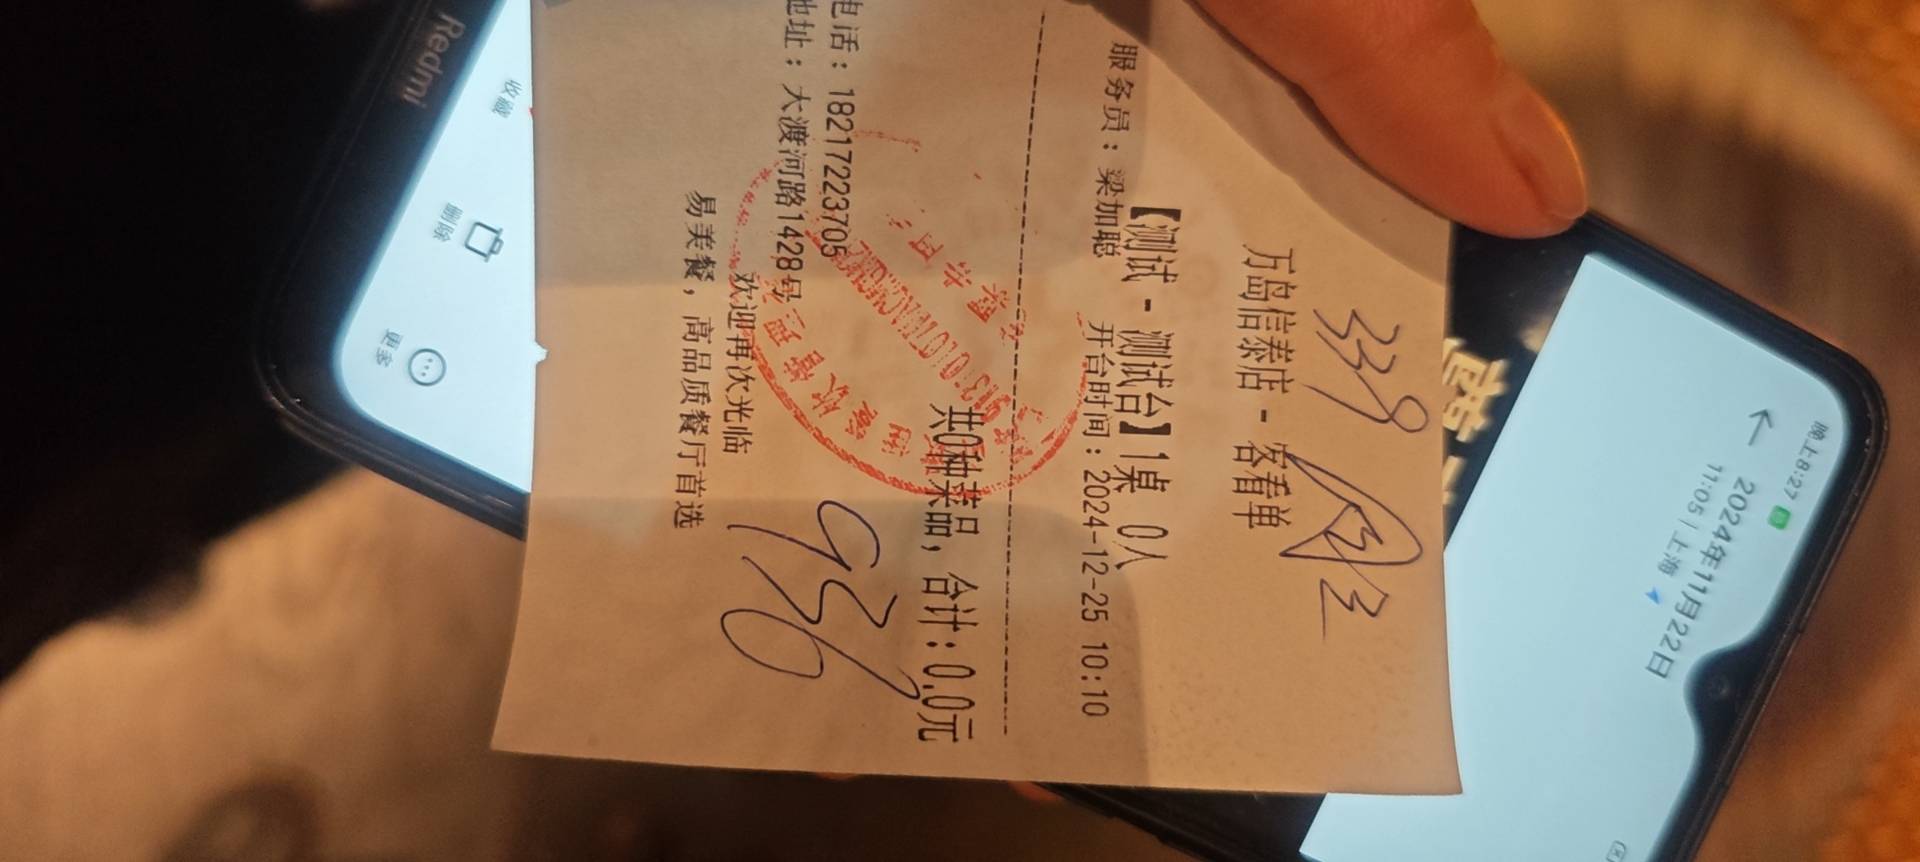 339
万岛信泰店 - 客看单
【测试 - 测试台】1桌 0人
服务员：梁加聪
开台时间：2024-12-25 10:10
共0种菜品，合计：0.0元
电话：18217223705
地址：大渡河路1428号
欢迎再次光临
易美餐，高品质餐厅首选
936
晚上8:27
2024年11月22日
11:05 | 上海
收藏
删除
更多
Redmi